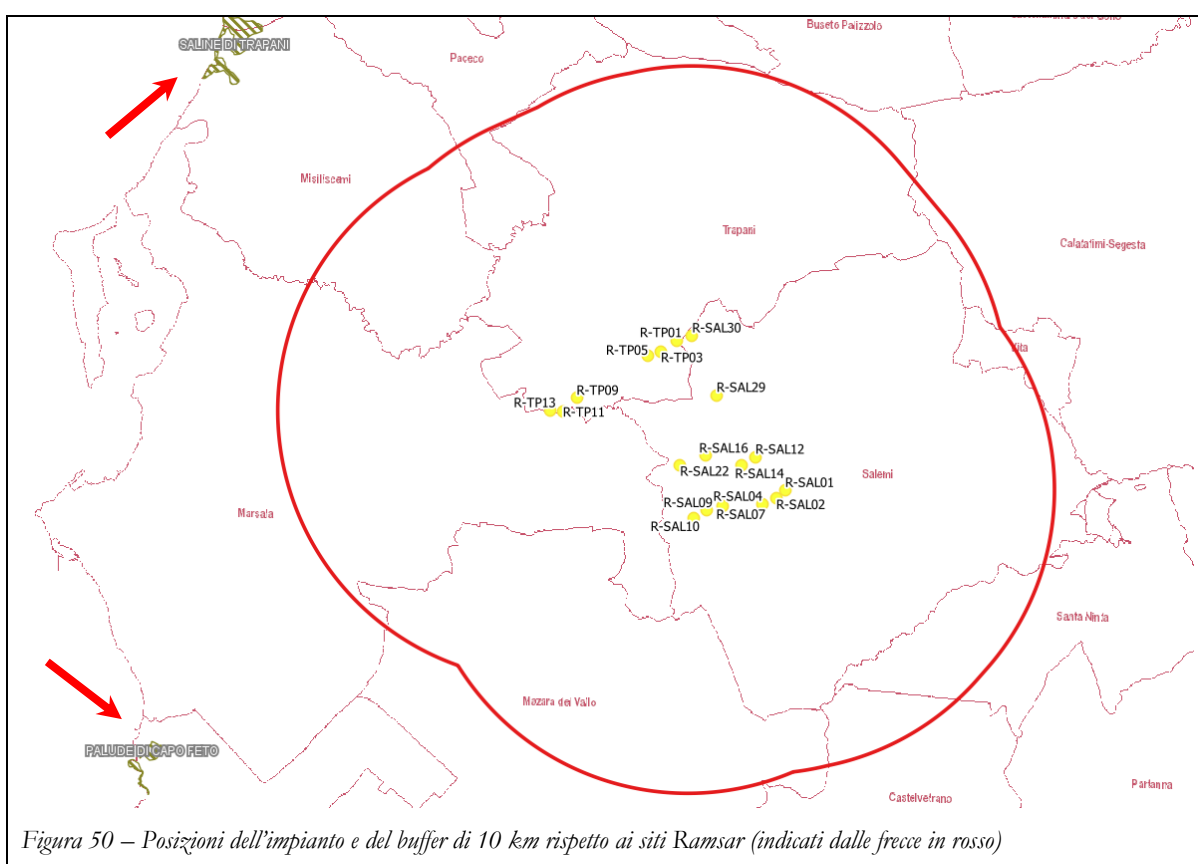 Buseto Palizzolo
SALINE DI TRAPANI
Paceco
Misiliscemi
Trapani
Calatafimi-Segesta
R-TP01
R-SAL30
R-TP05
R-TP03
Vita
R-SAL29
R-TP09
R-TP13
R-TP11
R-SAL16
R-SAL12
R-SAL22
R-SAL14
Salemi
R-SAL01
R-SAL04
R-SAL09
R-SAL02
R-SAL07
R-SAL10
Marsala
Santa Ninfa
Mazara del Vallo
PALUDE DI CAPO FETO
Partanna
Castelvetrano
Figura 50 – Posizioni dell'impianto e del buffer di 10 km rispetto ai siti Ramsar (indicati dalle frecce in rosso)